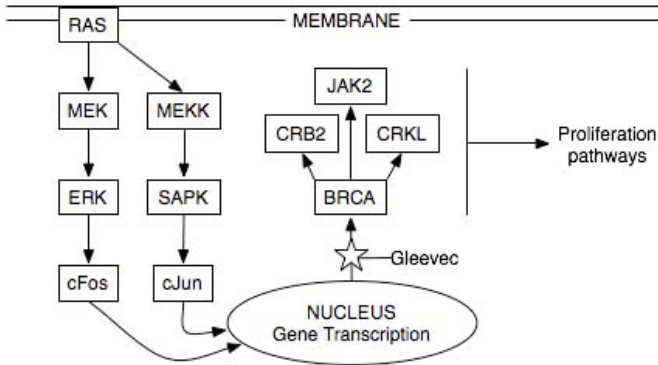 RAS
MEMBRANE
JAK2
MEK
MEKK
CRB2
CRKL
Proliferation
pathways
ERK
SAPK
BRCA
Gleevec
cFos
cJun
NUCLEUS
Gene Transcription